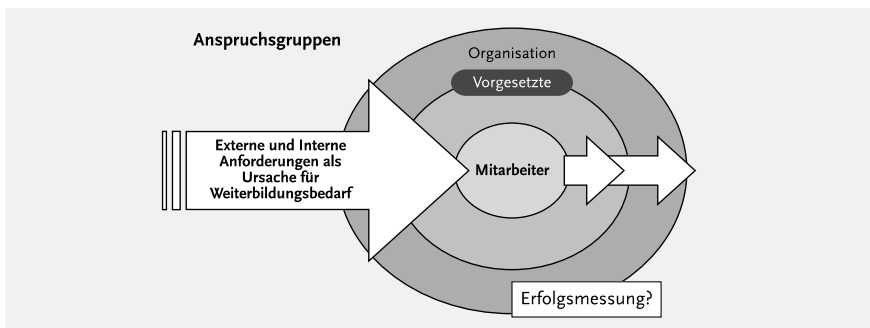 Anspruchsgruppen
Organisation
Vorgesetzte
Externe und Interne
Anforderungen als
Ursache für
Weiterbildungsbedarf
Mitarbeiter
Erfolgsmessung?